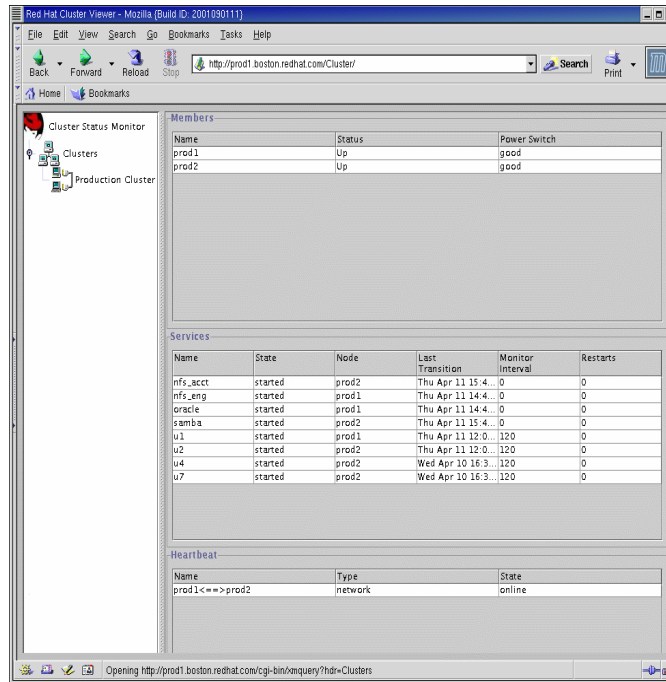 Red Hat Cluster Viewer - Mozilla {Build ID: 2001090111}
File Edit View Search Go Bookmarks Tasks Help
Back Forward Reload Stop http://prod1.boston.redhat.com/Cluster/ Search Print
Home Bookmarks
Cluster Status Monitor
Clusters
Production Cluster
Members
Name Status Power Switch
prod1 Up good
prod2 Up good
Services
Name State Node Last Transition Monitor Interval Restarts
nfs_acct started prod2 Thu Apr 11 15:4... 0 0
nfs_eng started prod1 Thu Apr 11 14:4... 0 0
oracle started prod1 Thu Apr 11 14:4... 0 0
samba started prod2 Thu Apr 11 15:4... 0 0
u1 started prod1 Thu Apr 11 12:0... 120 0
u2 started prod2 Thu Apr 11 12:0... 120 0
u4 started prod2 Wed Apr 10 16:3... 120 0
u7 started prod2 Wed Apr 10 16:3... 120 0
Heartbeat
Name Type State
prod1<==>prod2 network online
Opening http://prod1.boston.redhat.com/cgi-bin/xmquery?hdr=Clusters